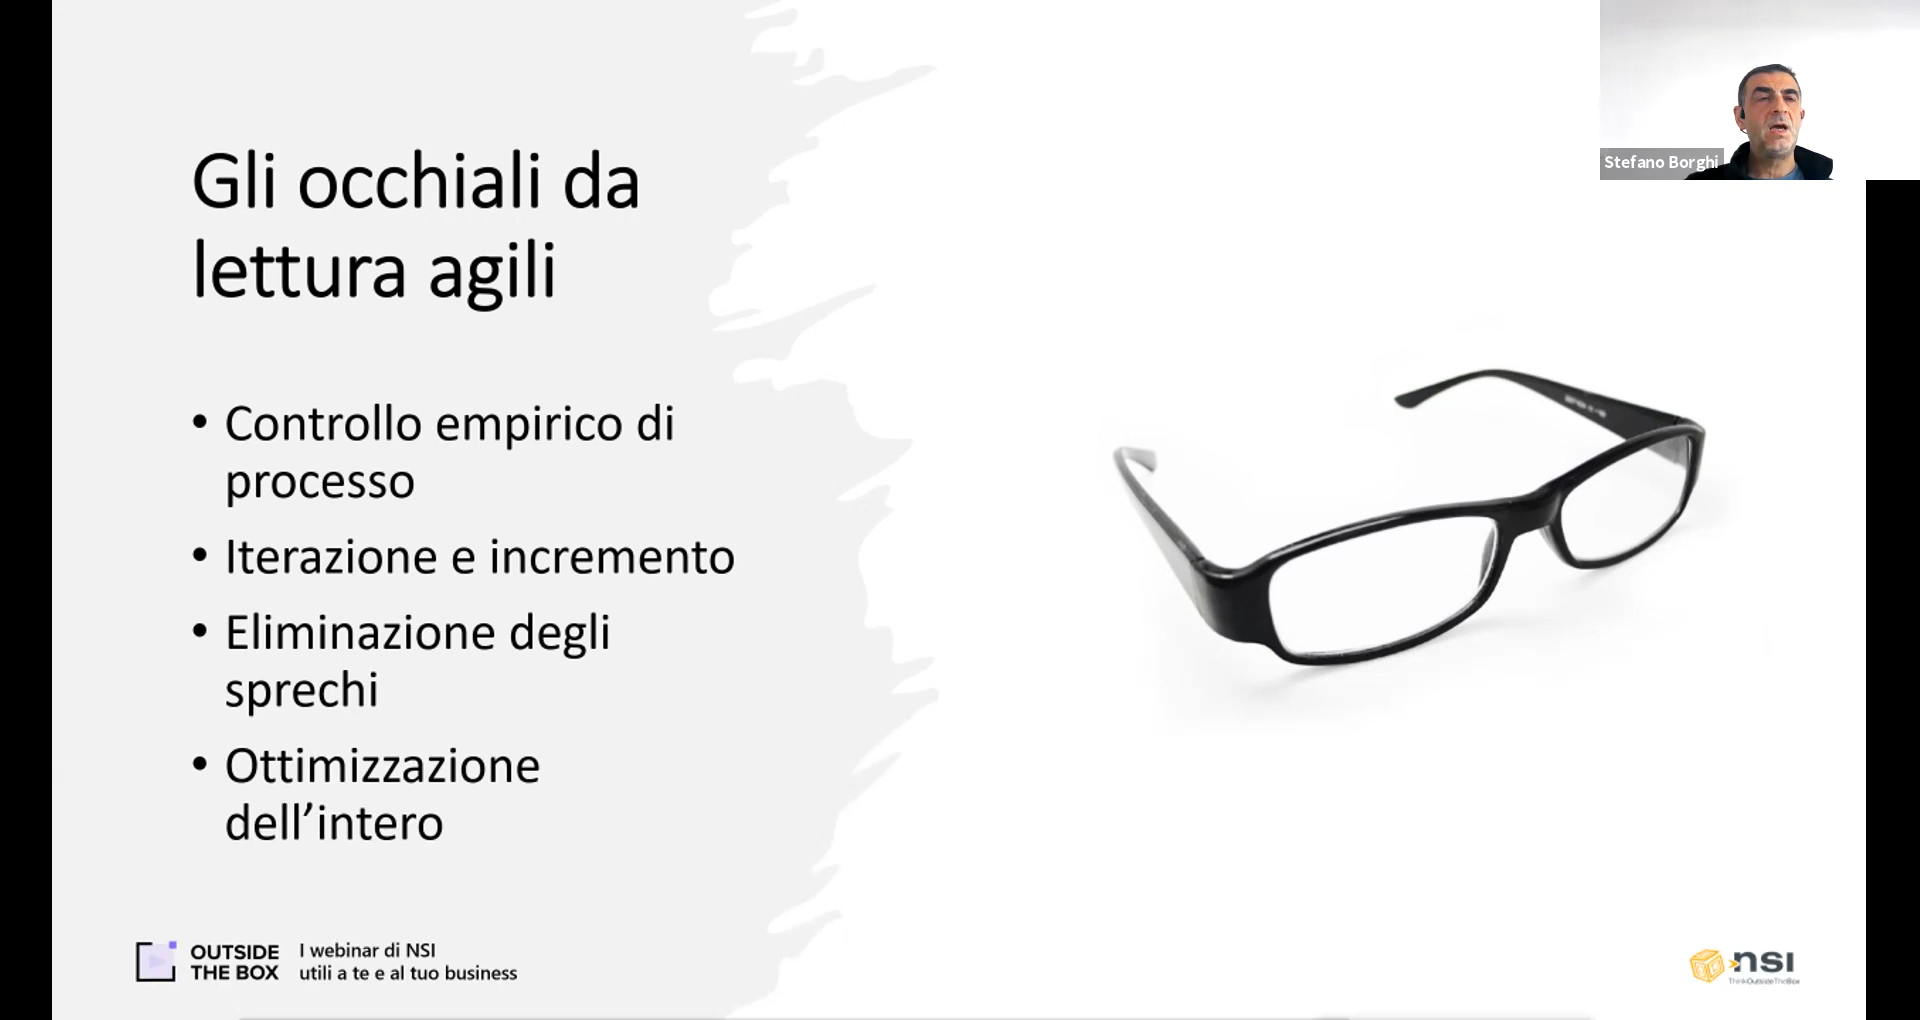 Stefano Borghi
Gli occhiali da
lettura agili
• Controllo empirico di
processo
• Iterazione e incremento
• Eliminazione degli
sprechi
• Ottimizzazione
dell’intero
OUTSIDE
THE BOX
I webinar di NSI
utili a te e al tuo business
nsi
ThinkOutsideTheBox